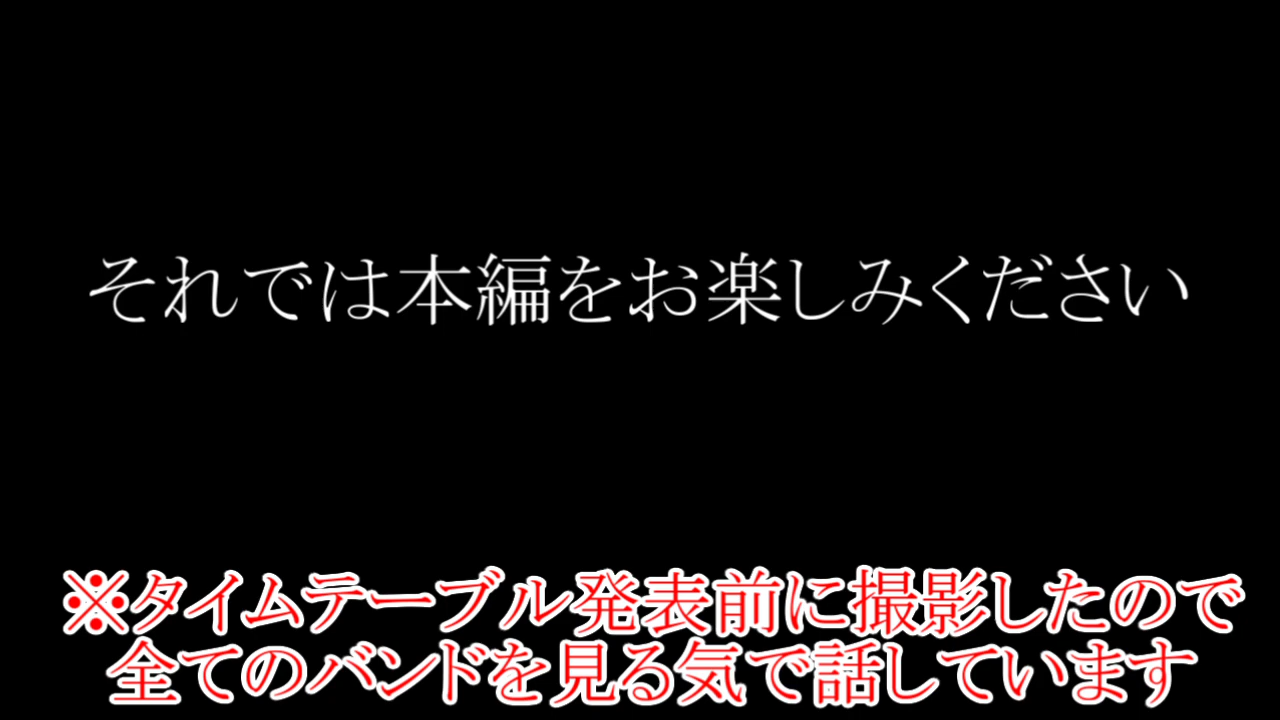 それでは本編をお楽しみください
※タイムテーブル発表前に撮影したので
全てのバンドを見る気で話しています